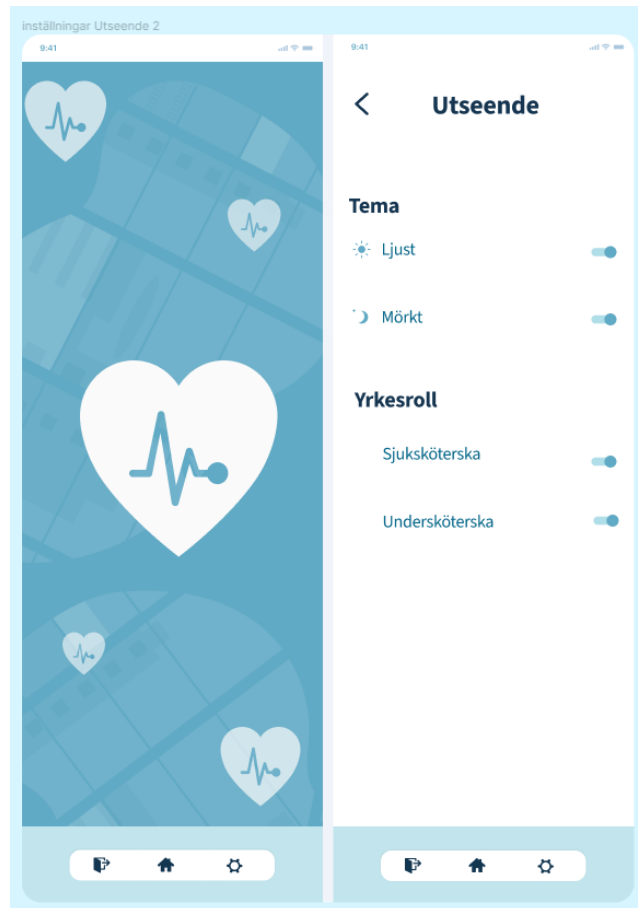 inställningar Utseende 2
9:41
9:41
Utseende
Tema
Ljust
Mörkt
Yrkesroll
Sjuksköterska
Undersköterska